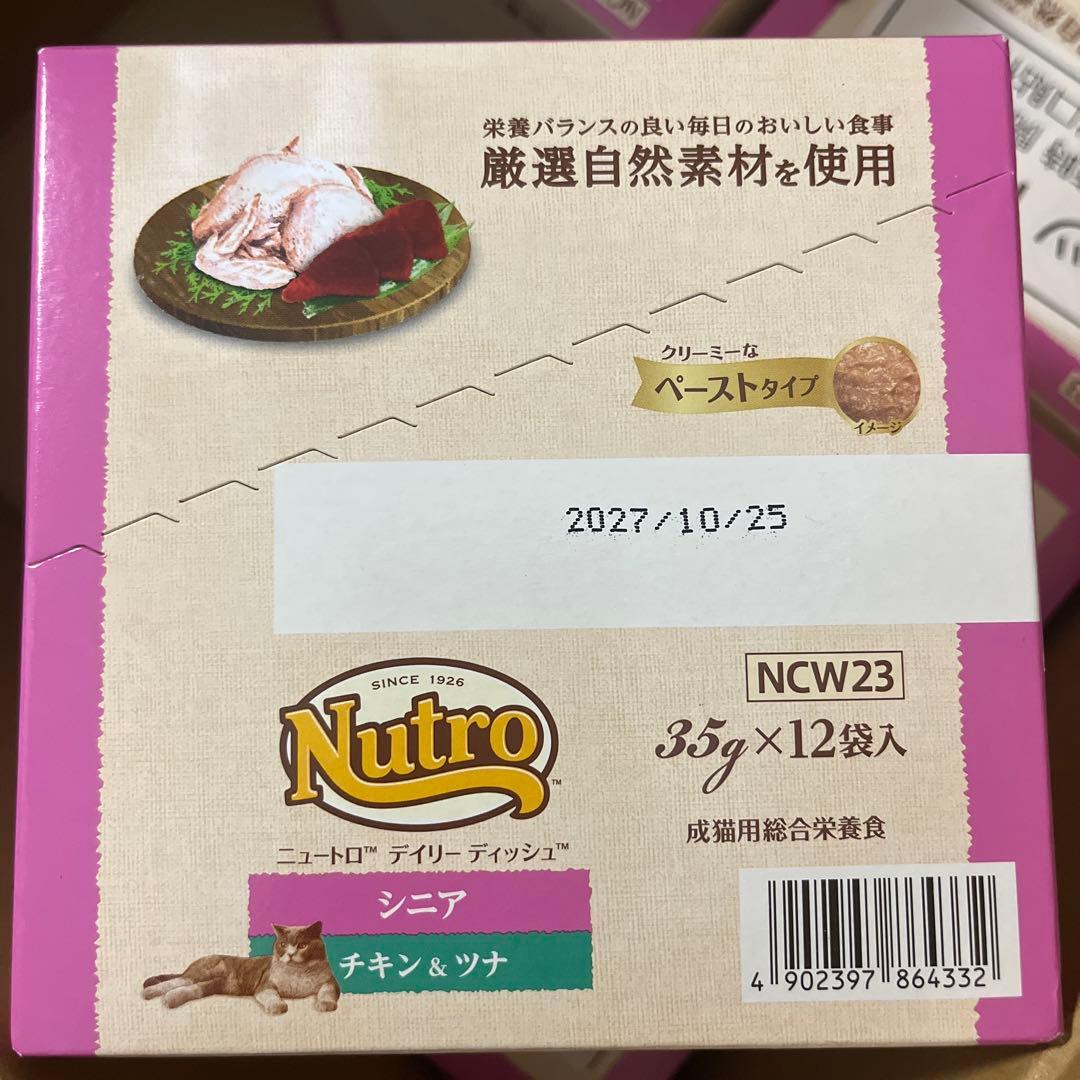 栄養バランスの良い毎日のおいしい食事
厳選自然素材を使用
クリーミーな
ペーストタイプ
イメージ
2027/10/25
SINCE 1926
Nutro™
NCW23
35g×12袋入
ニュートロ™ デイリー ディッシュ™
成猫用総合栄養食
シニア
チキン&ツナ
4 902397 864332